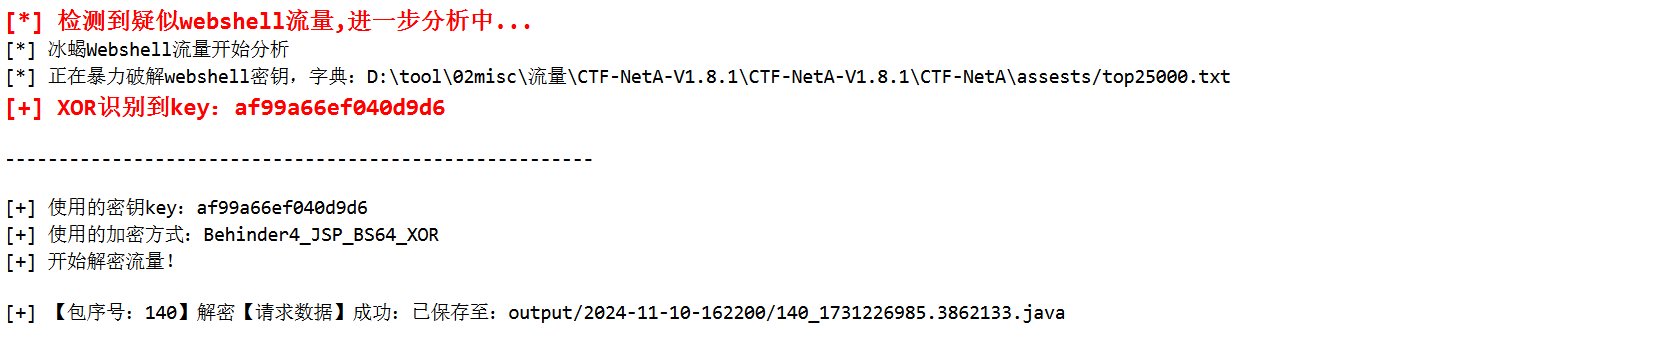 [*] 检测到疑似webshell流量,进一步分析中...
[*] 冰蝎Webshell流量开始分析
[*] 正在暴力破解webshell密钥，字典：D:\tool\02misc\流量\CTF-NetA-V1.8.1\CTF-NetA-V1.8.1\CTF-NetA\assests/top25000.txt
[+] XOR识别到key：af99a66ef040d9d6
-------------------------------------------------------
[+] 使用的密钥key：af99a66ef040d9d6
[+] 使用的加密方式：Behinder4_JSP_BS64_XOR
[+] 开始解密流量！
[+] 【包序号：140】解密【请求数据】成功：已保存至：output/2024-11-10-162200/140_1731226985.3862133.java